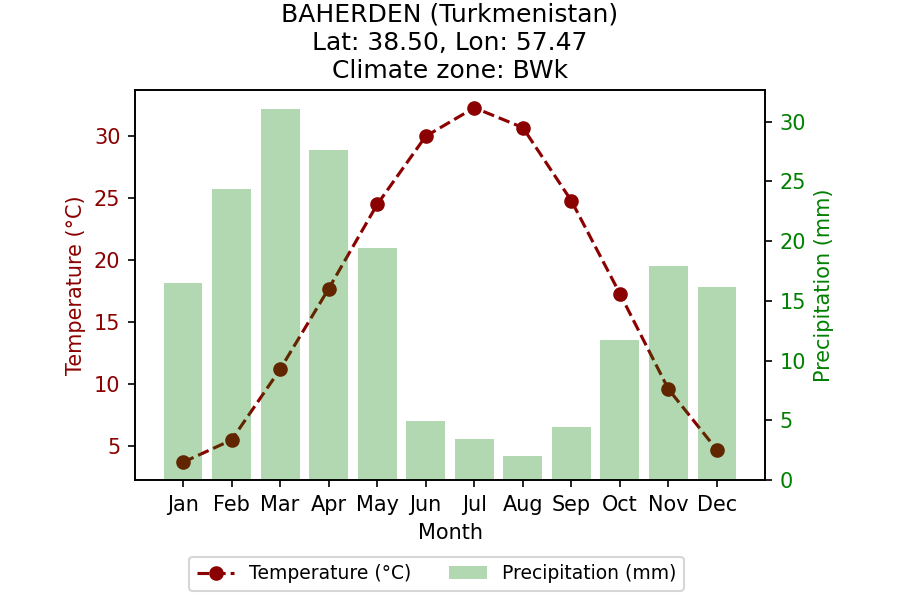 BAHERDEN (Turkmenistan)
Lat: 38.50, Lon: 57.47
Climate zone: BWk
Temperature (°C)
30
25
20
15
10
5
Precipitation (mm)
30
25
20
15
10
5
0
Jan Feb Mar Apr May Jun Jul Aug Sep Oct Nov Dec
Month
Temperature (°C) Precipitation (mm)